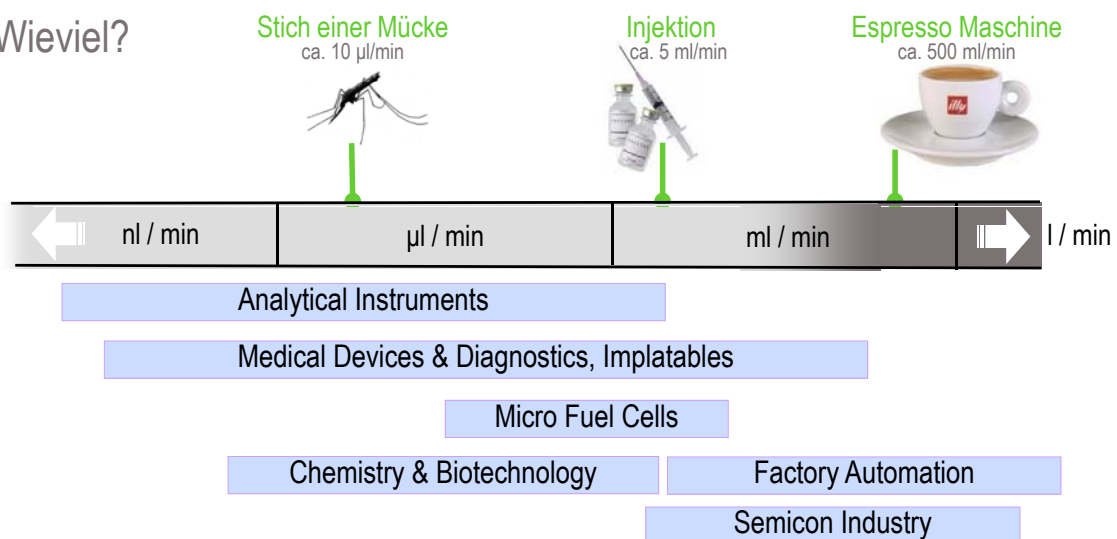 Wieviel?
Stich einer Mücke
ca. 10 µl/min
Injektion
ca. 5 ml/min
Espresso Maschine
ca. 500 ml/min
illy
nl / min
µl / min
ml / min
l / min
Analytical Instruments
Medical Devices & Diagnostics, Implatables
Micro Fuel Cells
Chemistry & Biotechnology
Factory Automation
Semicon Industry